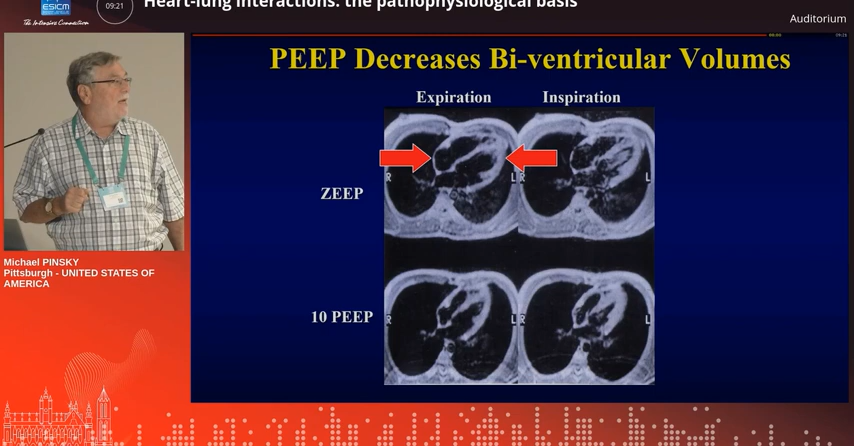 Heart-lung interactions: the pathophysiological basis
ESICM
The Intensive Connection
09:21
Auditorium
PEEP Decreases Bi-ventricular Volumes
Expiration
Inspiration
ZEEP
R
L
R
L
10 PEEP
R
L
R
L
Michael PINSKY
Pittsburgh - UNITED STATES OF
AMERICA